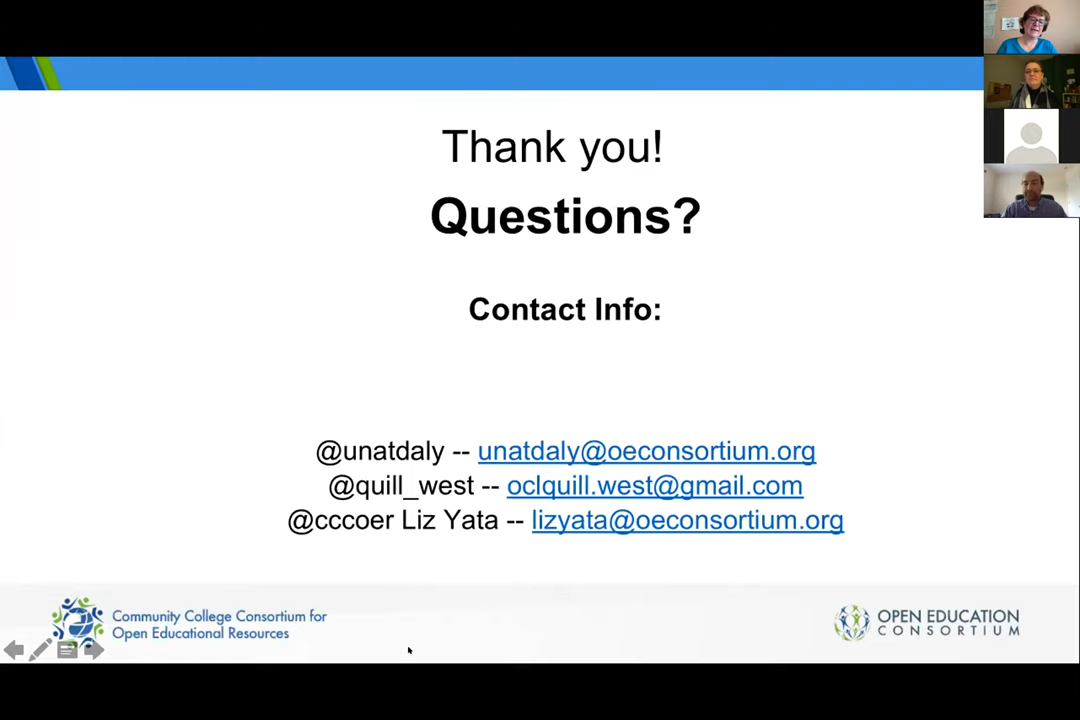 Thank you!
Questions?
Contact Info:
@unatdaly -- unatdaly@oeconsortium.org
@quill_west -- oclquill.west@gmail.com
@cccoer Liz Yata -- lizyata@oeconsortium.org
Community College Consortium for
Open Educational Resources
OPEN EDUCATION
CONSORTIUM